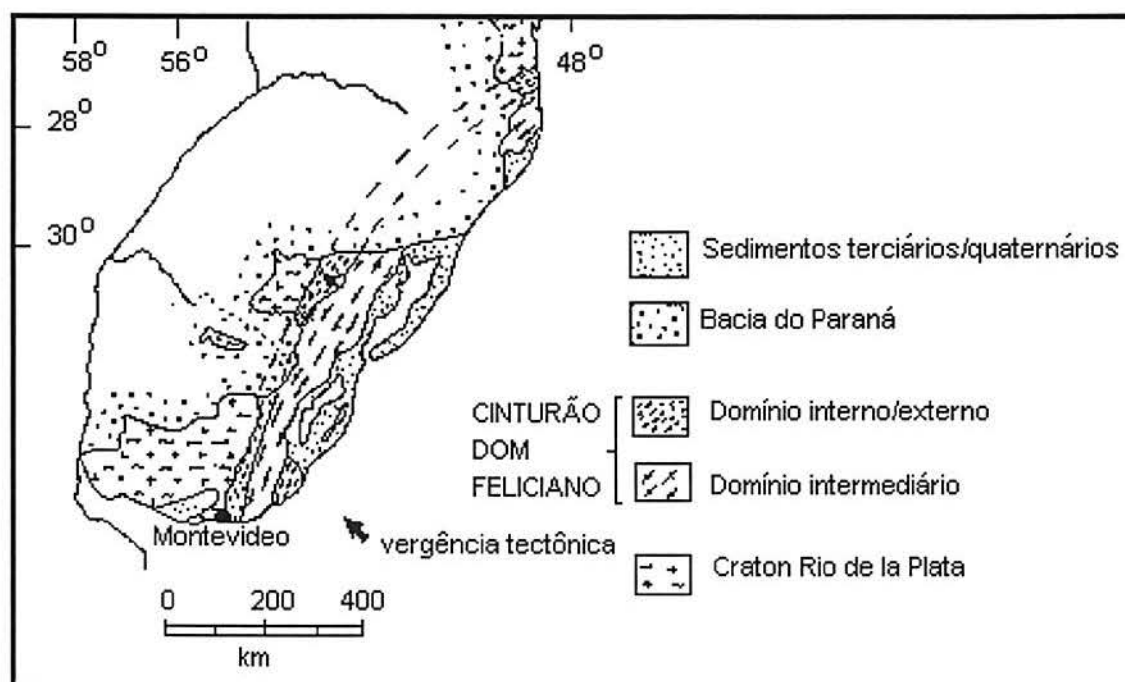 58° 56° 48°
28°
30°
Sedimentos terciários/quaternários
Bacia do Paraná
CINTURÃO
DOM
FELICIANO
Domínio interno/externo
Domínio intermediário
Montevideo
vergência tectônica
Craton Rio de la Plata
0 200 400
km